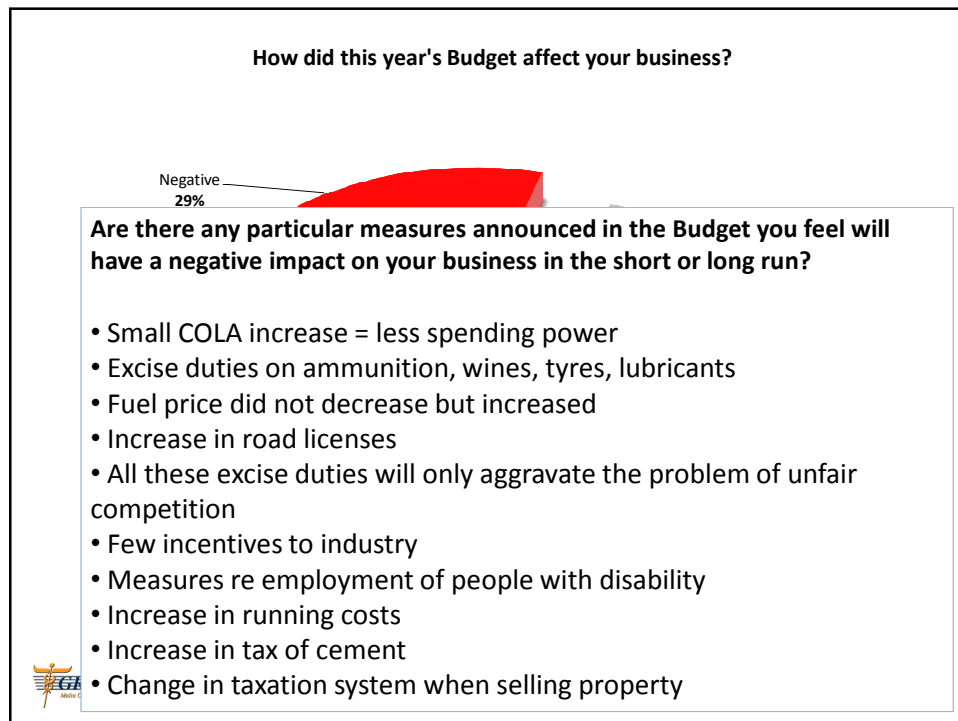 How did this year's Budget affect your business?
Negative
29%
Are there any particular measures announced in the Budget you feel will
have a negative impact on your business in the short or long run?
• Small COLA increase = less spending power
• Excise duties on ammunition, wines, tyres, lubricants
• Fuel price did not decrease but increased
• Increase in road licenses
• All these excise duties will only aggravate the problem of unfair
competition
• Few incentives to industry
• Measures re employment of people with disability
• Increase in running costs
• Increase in tax of cement
• Change in taxation system when selling property